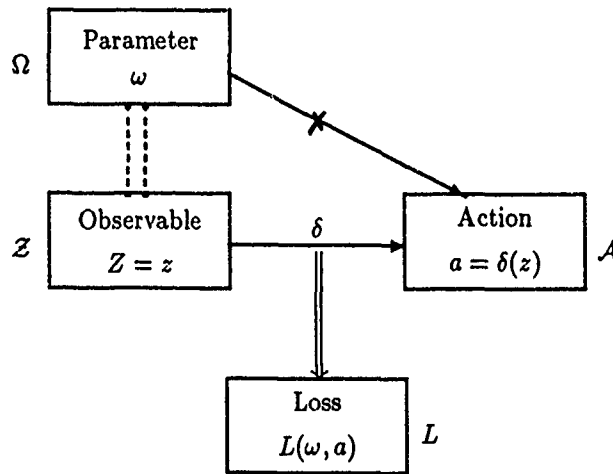 Parameter
Ω
ω
Observable
δ
Action
𝒵
Z = z
a = δ(z)
𝒜
Loss
L(ω, a)
L